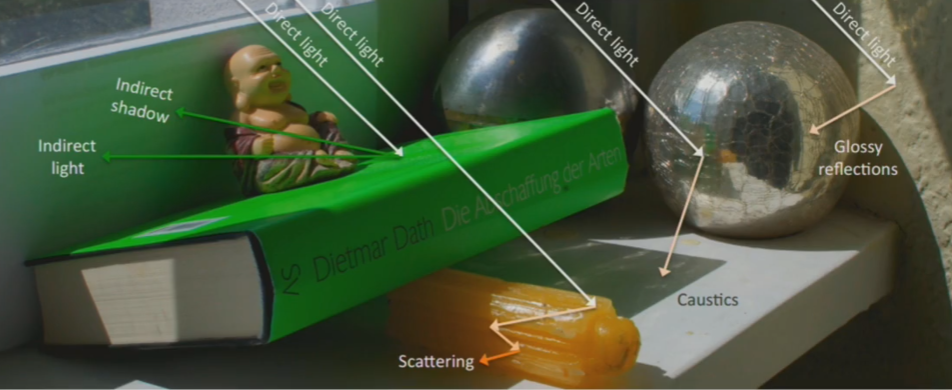 Direct light
Direct light
Direct light
Direct light
Indirect
shadow
Indirect
light
Glossy
reflections
Dietmar Dath Die Abschaffung der Arten
Caustics
Scattering